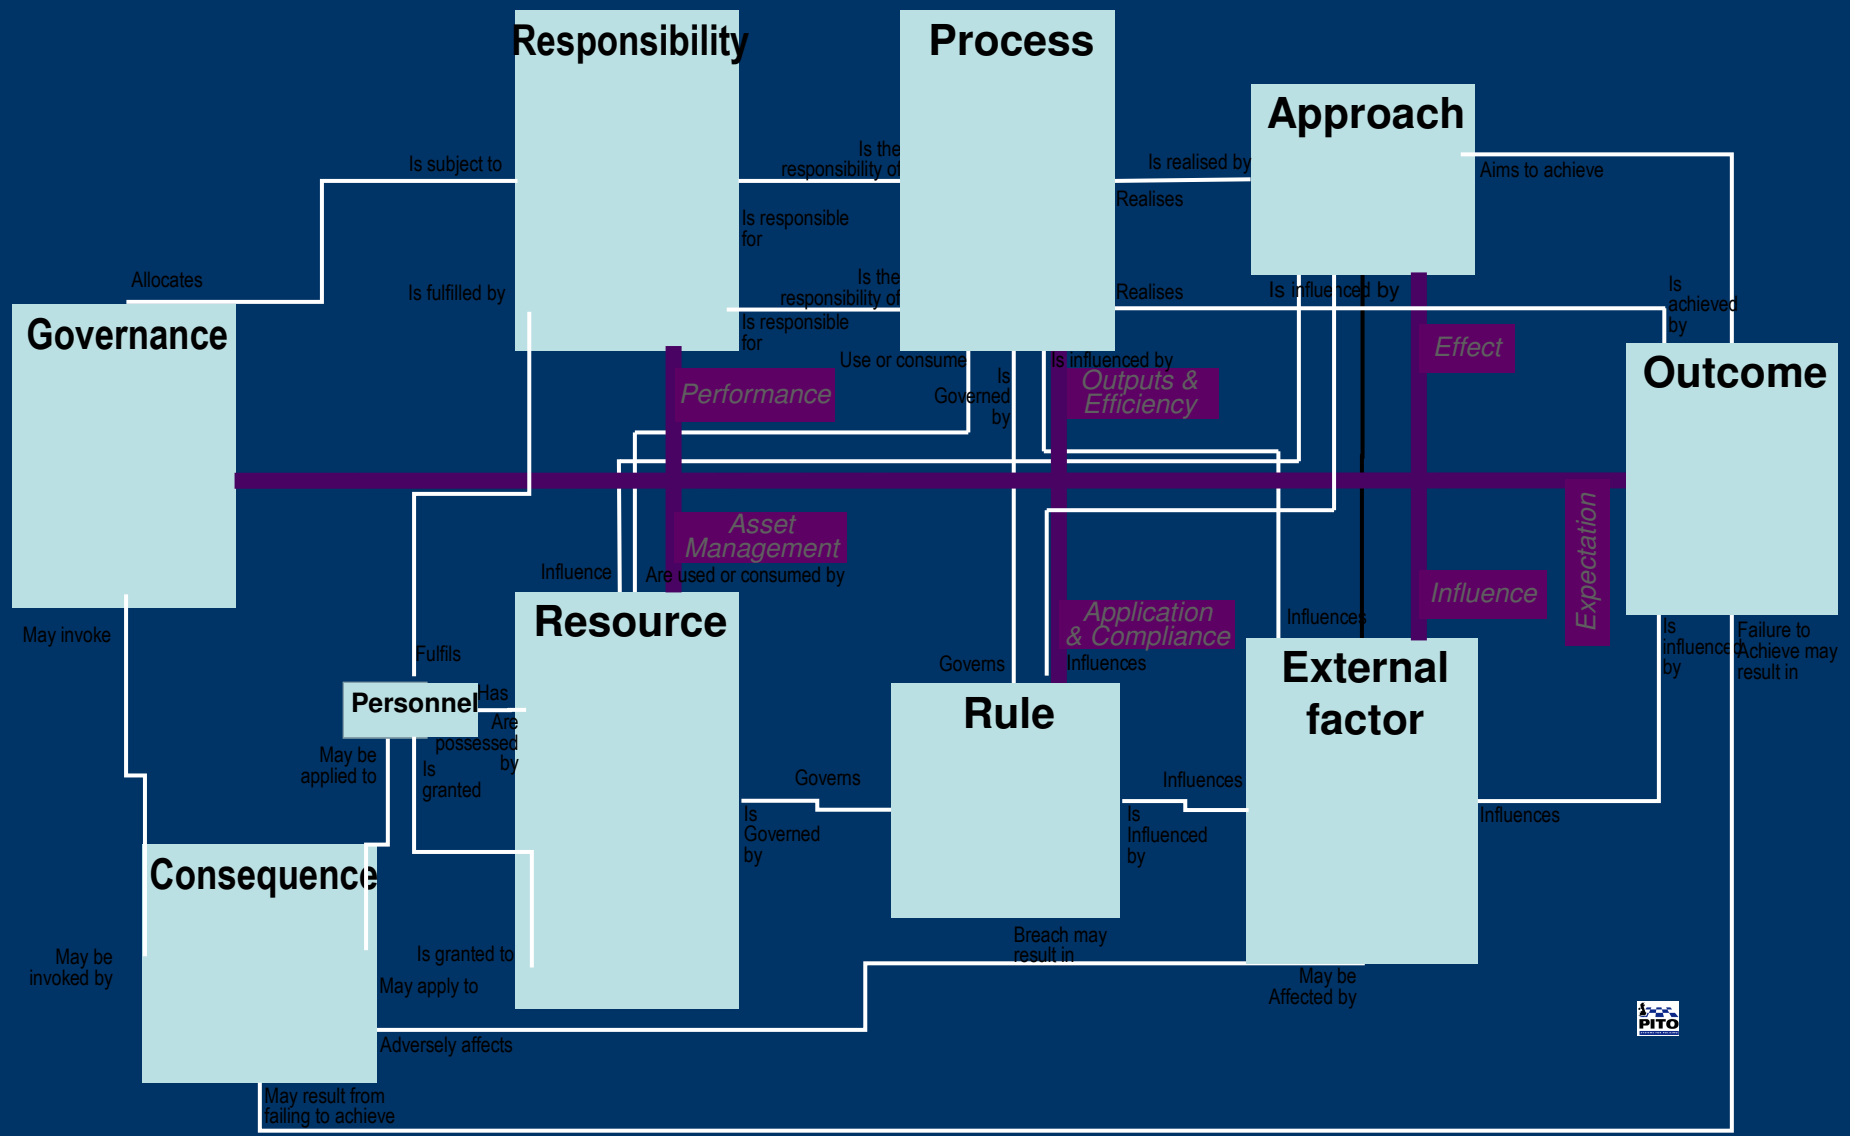 Responsibility
Process
Approach
Is subject to
Is the
responsibility of
Is realised by
Realises
Aims to achieve
Is responsible
for
Allocates
Is fulfilled by
Is the
responsibility of
Is responsible
for
Realises
Is influenced by
Is
achieved
by
Governance
Outcome
Use or consume
Is influenced by
Is
Governed
by
Performance
Outputs &
Efficiency
Effect
Asset
Management
Expectation
Influence
Are used or consumed by
Resource
Application
& Compliance
Influence
Influences
May invoke
Fulfils
Governs
Influences
Is
influenced
by
Failure to
Achieve may
result in
External
factor
Personnel
Has
Are
possessed
by
Rule
May be
applied to
Is
granted
Governs
Is
Governed
by
Influences
Is
Influenced
by
Influences
Consequence
May be
invoked by
Is granted to
May apply to
Breach may
result in
May be
Affected by
Adversely affects
May result from
failing to achieve
PITO